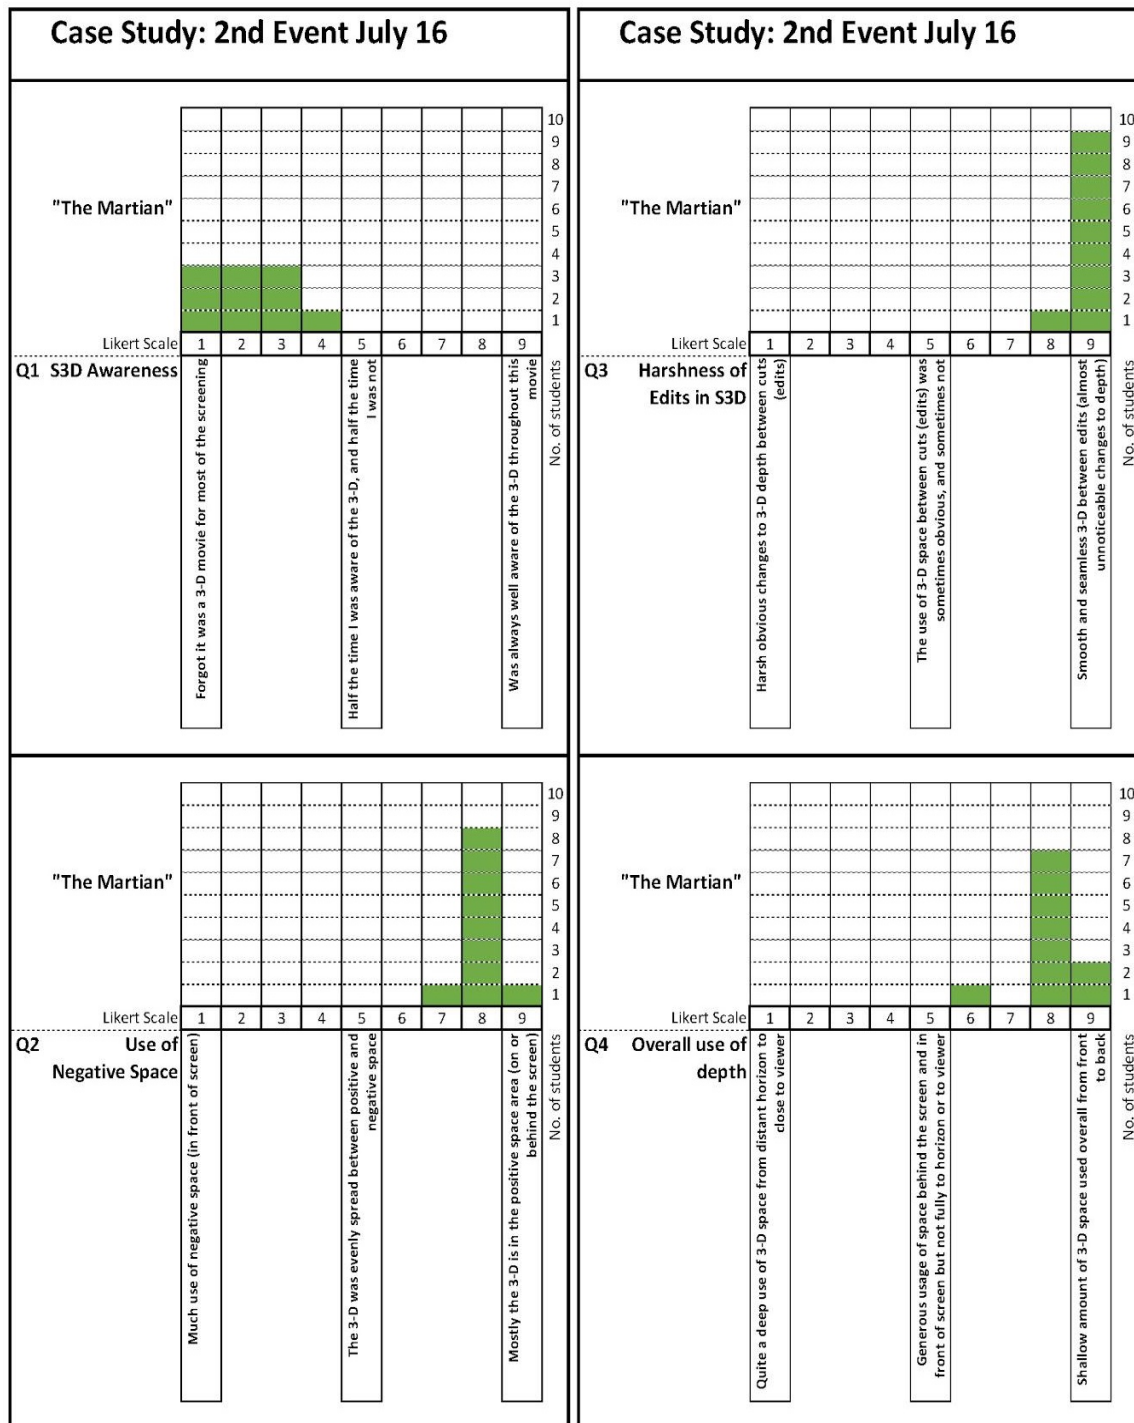 Case Study: 2nd Event July 16
"The Martian"
10
9
8
7
6
5
4
3
2
1
Likert Scale 1 2 3 4 5 6 7 8 9
Q1 S3D Awareness
Forgot it was a 3-D movie for most of the screening
Half the time I was aware of the 3-D, and half the time
I was not
Was always well aware of the 3-D throughout this
movie
No. of students
"The Martian"
10
9
8
7
6
5
4
3
2
1
Likert Scale 1 2 3 4 5 6 7 8 9
Q2 Use of
Negative Space
Much use of negative space (in front of screen)
The 3-D was evenly spread between positive and
negative space
Mostly the 3-D is in the positive space area (on or
behind the screen)
No. of students
Case Study: 2nd Event July 16
"The Martian"
10
9
8
7
6
5
4
3
2
1
Likert Scale 1 2 3 4 5 6 7 8 9
Q3 Harshness of
Edits in S3D
Harsh obvious changes to 3-D depth between cuts
(edits)
The use of 3-D space between cuts (edits) was
sometimes obvious, and sometimes not
Smooth and seamless 3-D between edits (almost
unnoticeable changes to depth)
No. of students
"The Martian"
10
9
8
7
6
5
4
3
2
1
Likert Scale 1 2 3 4 5 6 7 8 9
Q4 Overall use of
depth
Quite a deep use of 3-D space from distant horizon to
close to viewer
Generous usage of space behind the screen and in
front of screen but not fully to horizon or to viewer
Shallow amount of 3-D space used overall from front
to back
No. of students